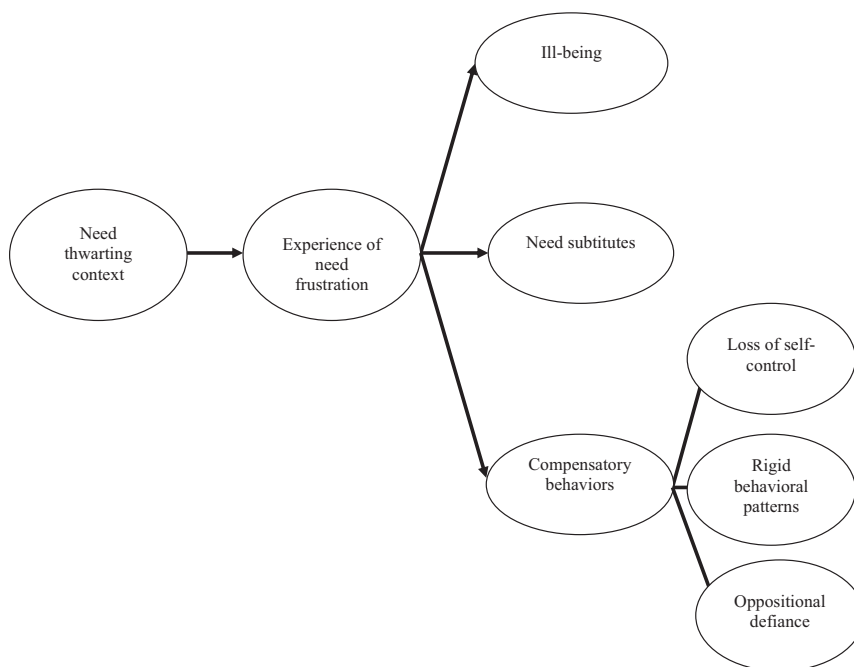 Ill-being
Need
thwarting
context
Experience of
need
frustration
Need subtitutes
Compensatory
behaviors
Loss of self-
control
Rigid
behavioral
patterns
Oppositional
defiance